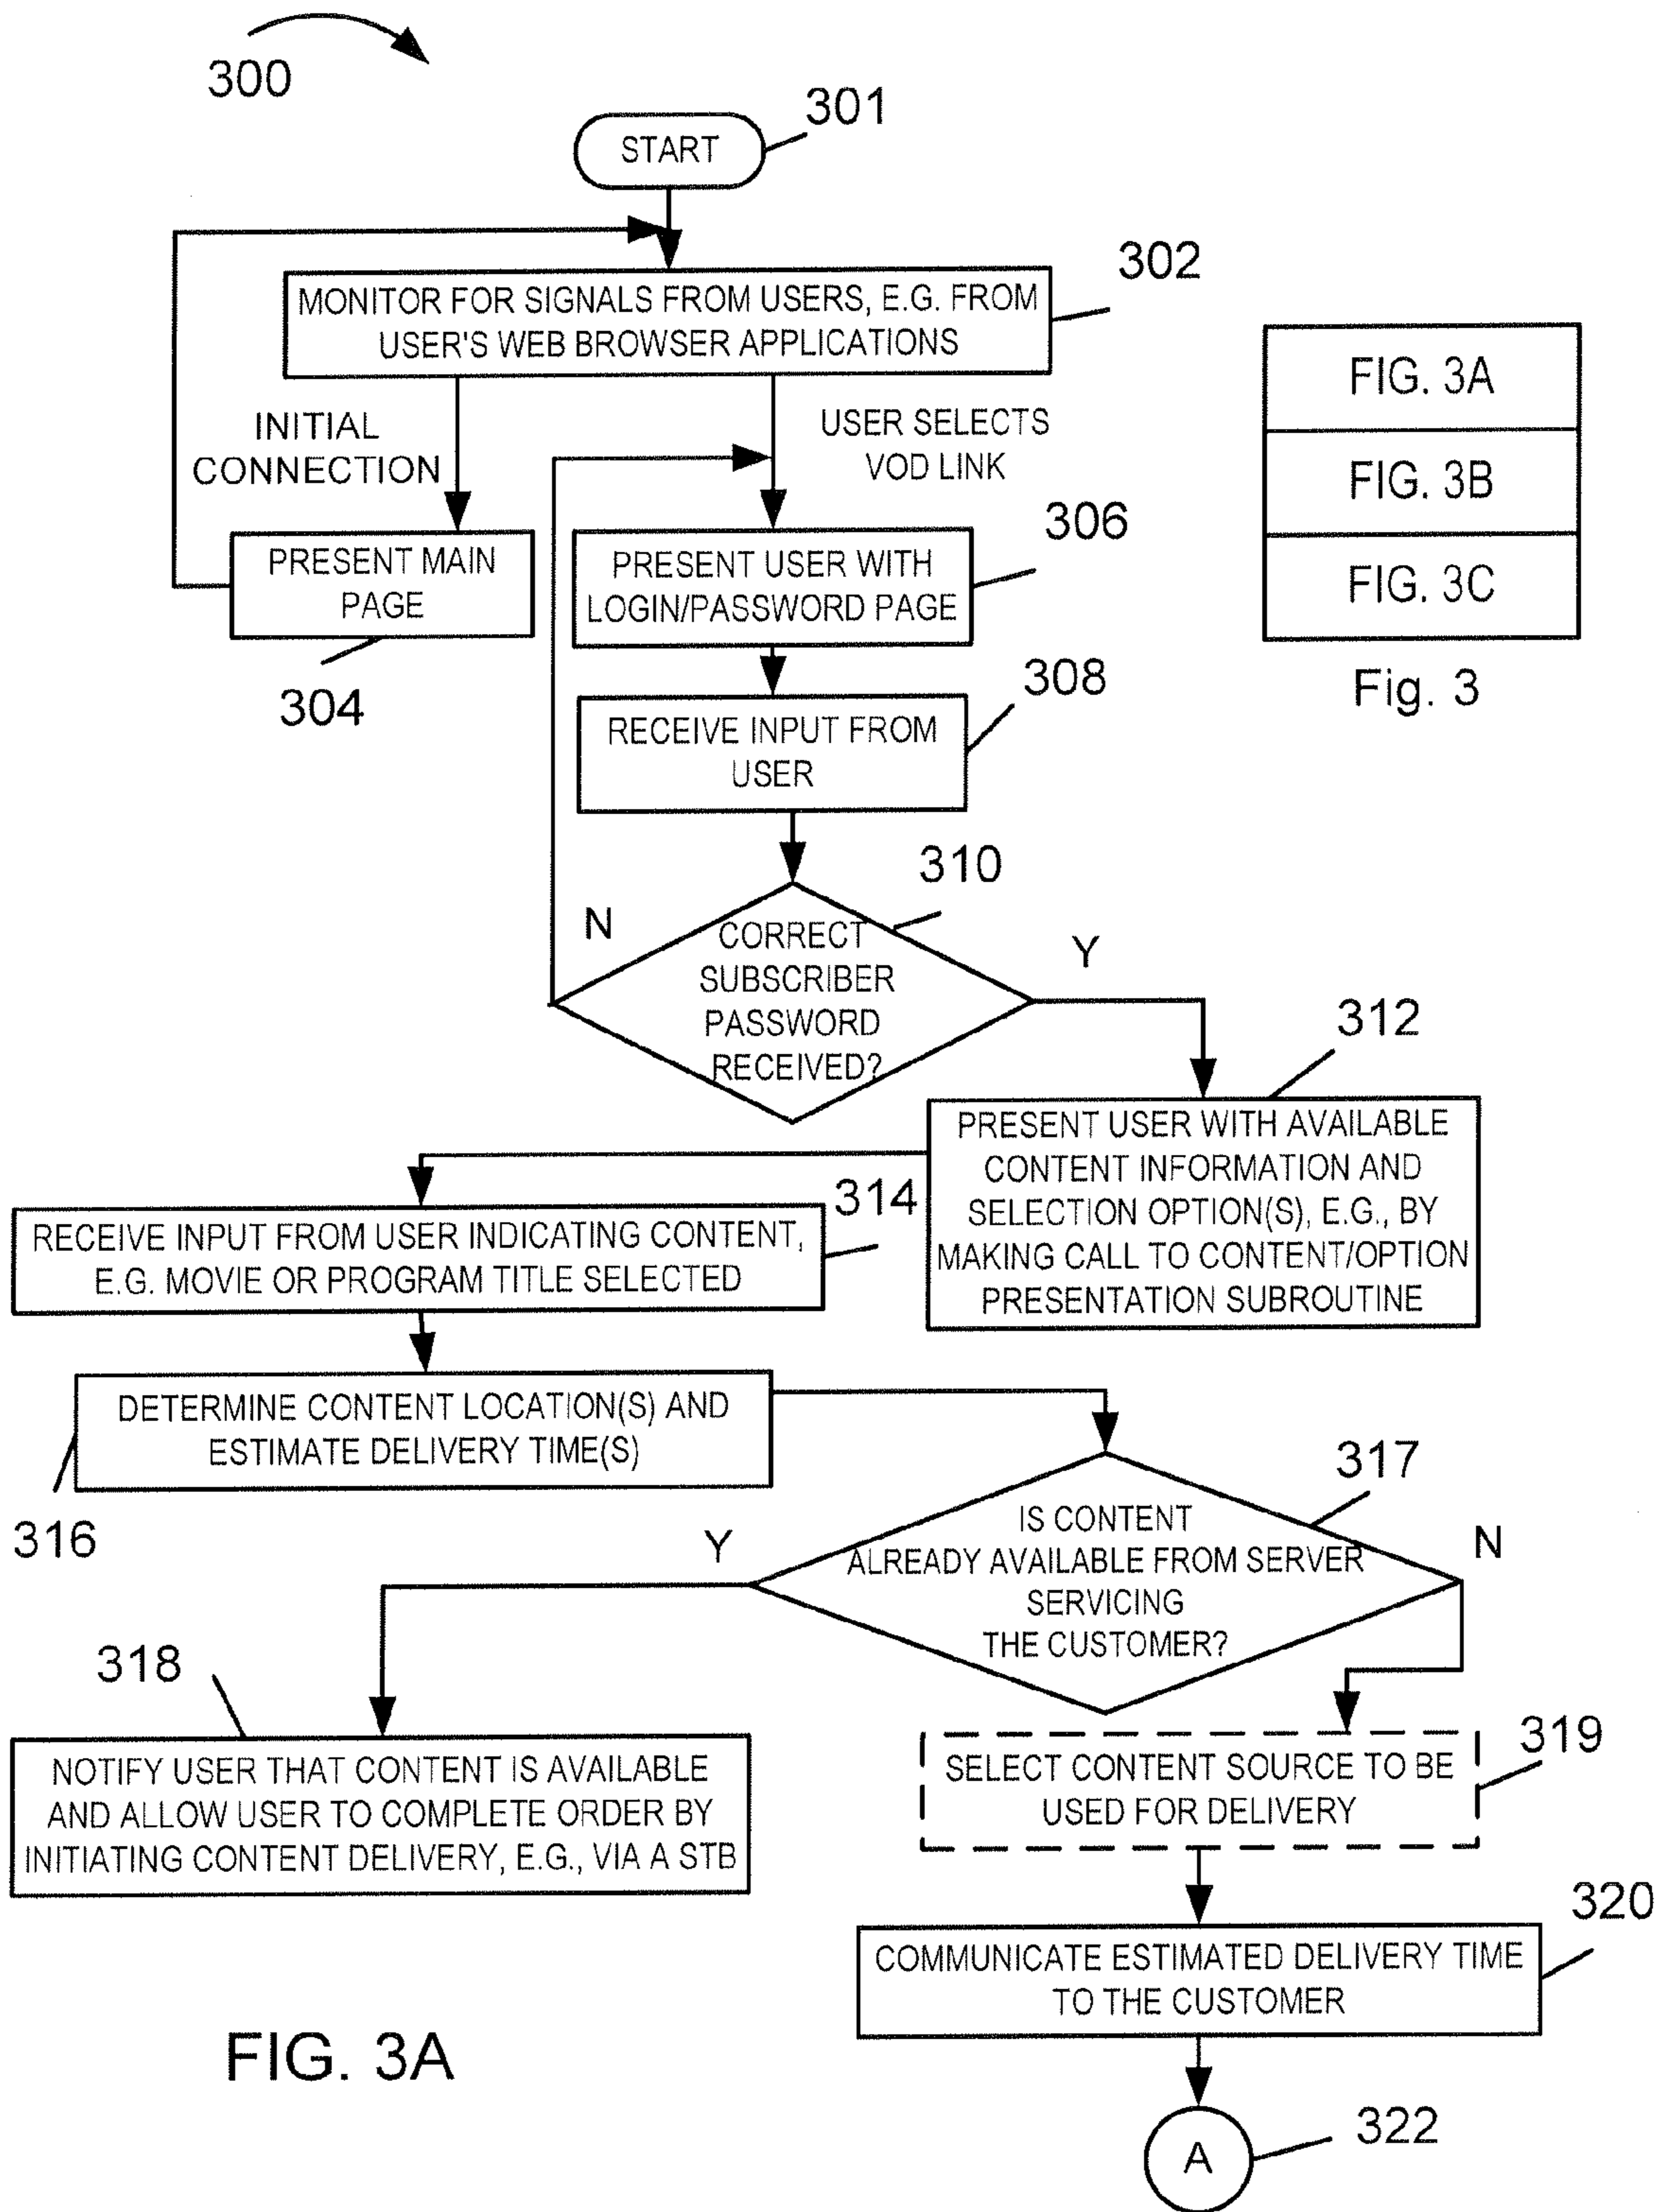 300
301
START
302
MONITOR FOR SIGNALS FROM USERS, E.G. FROM
USER'S WEB BROWSER APPLICATIONS
INITIAL
CONNECTION
USER SELECTS
VOD LINK
FIG. 3A
FIG. 3B
FIG. 3C
Fig. 3
PRESENT MAIN
PAGE
304
306
PRESENT USER WITH
LOGIN/PASSWORD PAGE
308
RECEIVE INPUT FROM
USER
310
N
CORRECT
SUBSCRIBER
PASSWORD
RECEIVED?
Y
312
PRESENT USER WITH AVAILABLE
CONTENT INFORMATION AND
SELECTION OPTION(S), E.G., BY
MAKING CALL TO CONTENT/OPTION
PRESENTATION SUBROUTINE
314
RECEIVE INPUT FROM USER INDICATING CONTENT,
E.G. MOVIE OR PROGRAM TITLE SELECTED
DETERMINE CONTENT LOCATION(S) AND
ESTIMATE DELIVERY TIME(S)
316
317
IS CONTENT
ALREADY AVAILABLE FROM SERVER
SERVICING
THE CUSTOMER?
Y
N
318
NOTIFY USER THAT CONTENT IS AVAILABLE
AND ALLOW USER TO COMPLETE ORDER BY
INITIATING CONTENT DELIVERY, E.G., VIA A STB
319
SELECT CONTENT SOURCE TO BE
USED FOR DELIVERY
320
COMMUNICATE ESTIMATED DELIVERY TIME
TO THE CUSTOMER
FIG. 3A
A
322